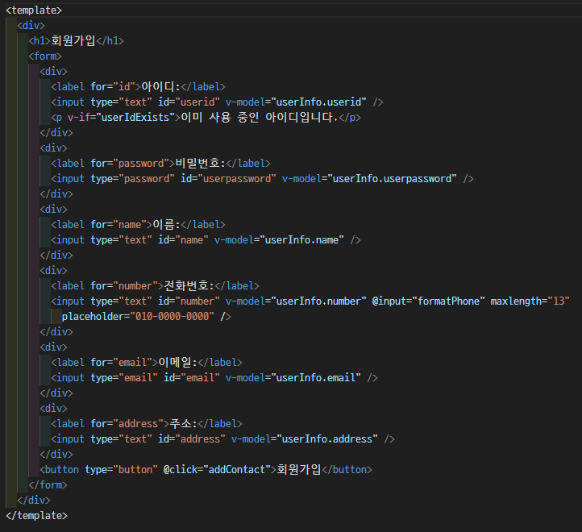 <template>
<div>
<h1>회원가입</h1>
<form>
<div>
<label for="id">아이디:</label>
<input type="text" id="userid" v-model="userInfo.userid" />
<p v-if="userIdExists">이미 사용 중인 아이디입니다.</p>
</div>
<div>
<label for="password">비밀번호:</label>
<input type="password" id="userpassword" v-model="userInfo.userpassword" />
</div>
<div>
<label for="name">이름:</label>
<input type="text" id="name" v-model="userInfo.name" />
</div>
<div>
<label for="number">전화번호:</label>
<input type="text" id="number" v-model="userInfo.number" @input="formatPhone" maxlength="13"
placeholder="010-0000-0000" />
</div>
<div>
<label for="email">이메일:</label>
<input type="email" id="email" v-model="userInfo.email" />
</div>
<div>
<label for="address">주소:</label>
<input type="text" id="address" v-model="userInfo.address" />
</div>
<button type="button" @click="addContact">회원가입</button>
</form>
</div>
</template>